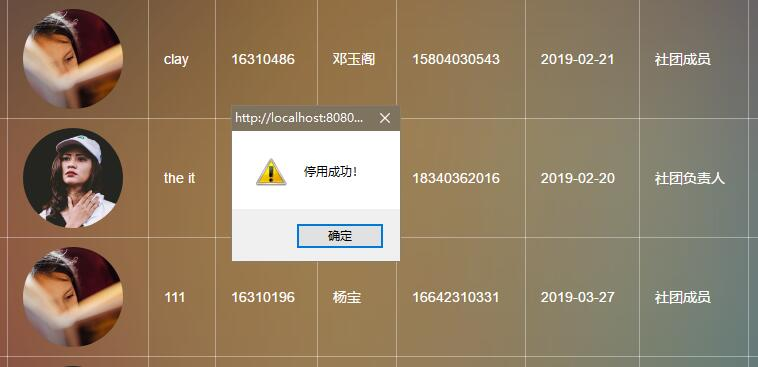 clay 16310486 邓玉阁 15804030543 2019-02-21 社团成员
http://localhost:8080...
停用成功!
the it 18340362016 2019-02-20 社团负责人
确定
111 16310196 杨宝 16642310331 2019-03-27 社团成员